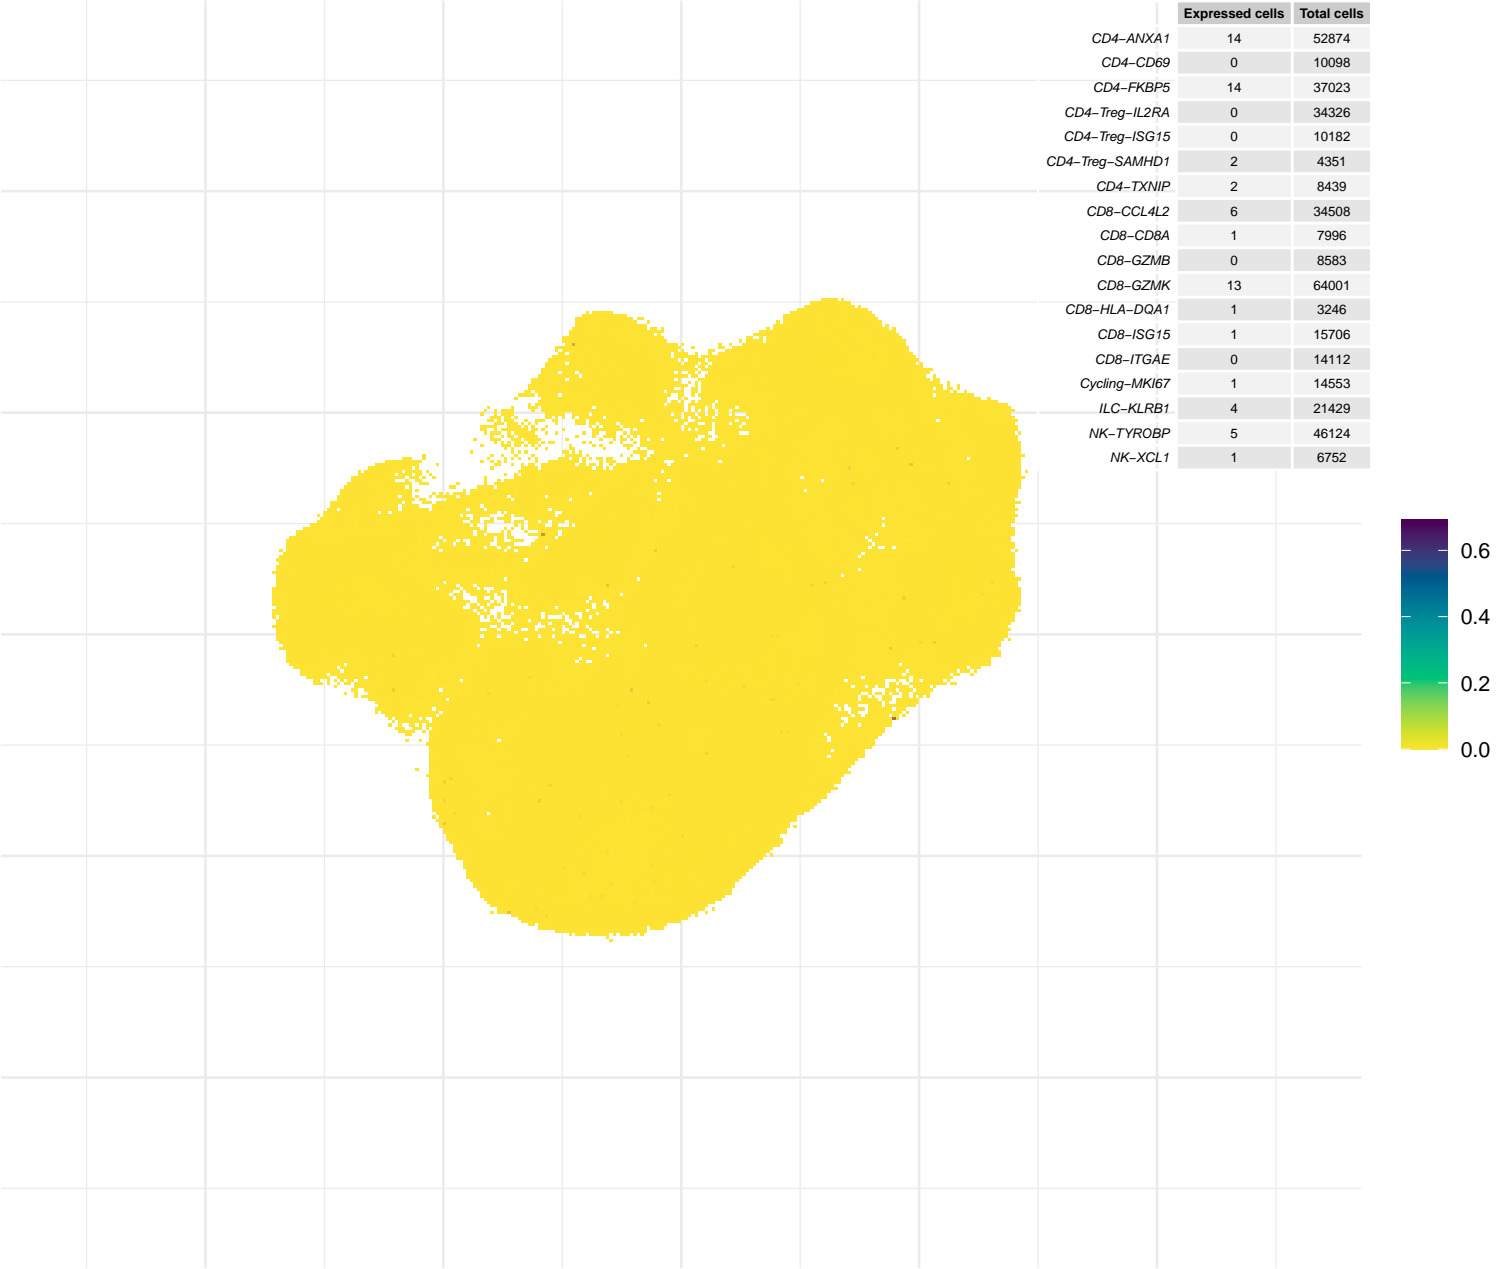 Expressed cells Total cells
CD4−ANXA1 14 52874
CD4−CD69 0 10098
CD4−FKBP5 14 37023
CD4−Treg−IL2RA 0 34326
CD4−Treg−ISG15 0 10182
CD4−Treg−SAMHD1 2 4351
CD4−TXNIP 2 8439
CD8−CCL4L2 6 34508
CD8−CD8A 1 7996
CD8−GZMB 0 8583
CD8−GZMK 13 64001
CD8−HLA−DQA1 1 3246
CD8−ISG15 1 15706
CD8−ITGAE 0 14112
Cycling−MKI67 1 14553
ILC−KLRB1 4 21429
NK−TYROBP 5 46124
NK−XCL1 1 6752
0.6
0.4
0.2
0.0